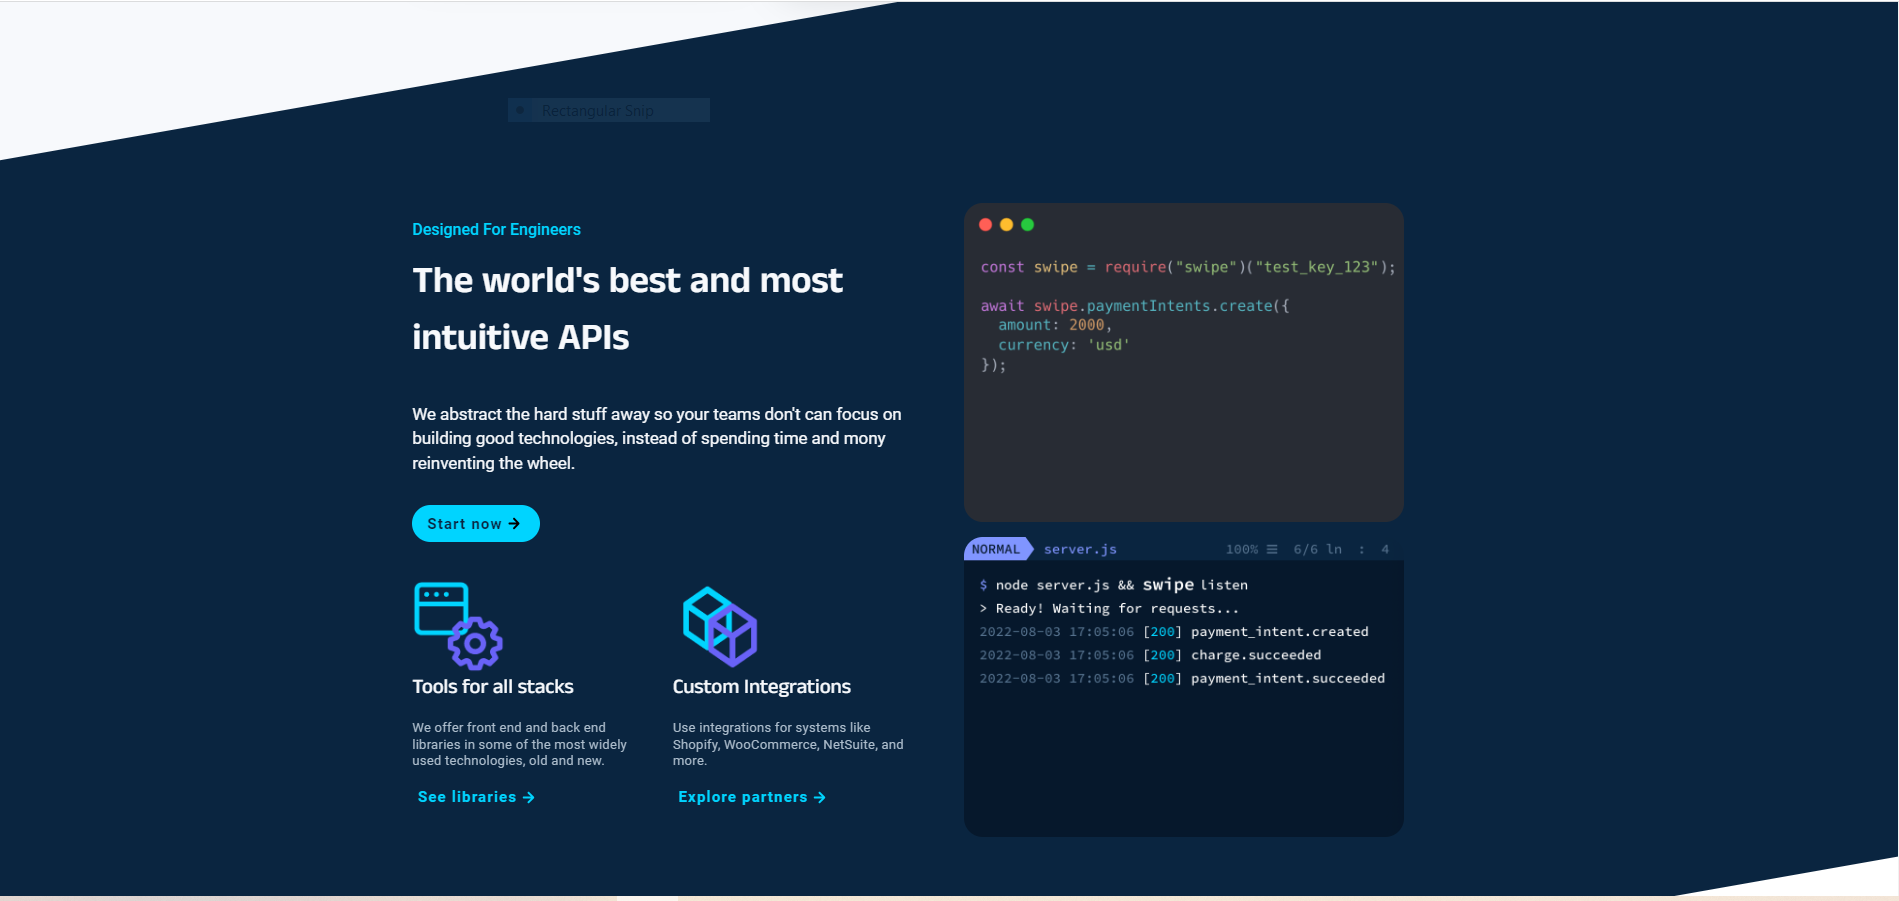 Rectangular Snip
Designed For Engineers
The world's best and most
intuitive APIs
We abstract the hard stuff away so your teams don't can focus on
building good technologies, instead of spending time and mony
reinventing the wheel.
Start now →
Tools for all stacks
We offer front end and back end
libraries in some of the most widely
used technologies, old and new.
See libraries →
Custom Integrations
Use integrations for systems like
Shopify, WooCommerce, NetSuite, and
more.
Explore partners →
const swipe = require("swipe")("test_key_123");
await swipe.paymentIntents.create({
  amount: 2000,
  currency: 'usd'
});
NORMAL server.js 100% ☰ 6/6 ln : 4
$ node server.js && swipe listen
> Ready! Waiting for requests...
2022-08-03 17:05:06 [200] payment_intent.created
2022-08-03 17:05:06 [200] charge.succeeded
2022-08-03 17:05:06 [200] payment_intent.succeeded